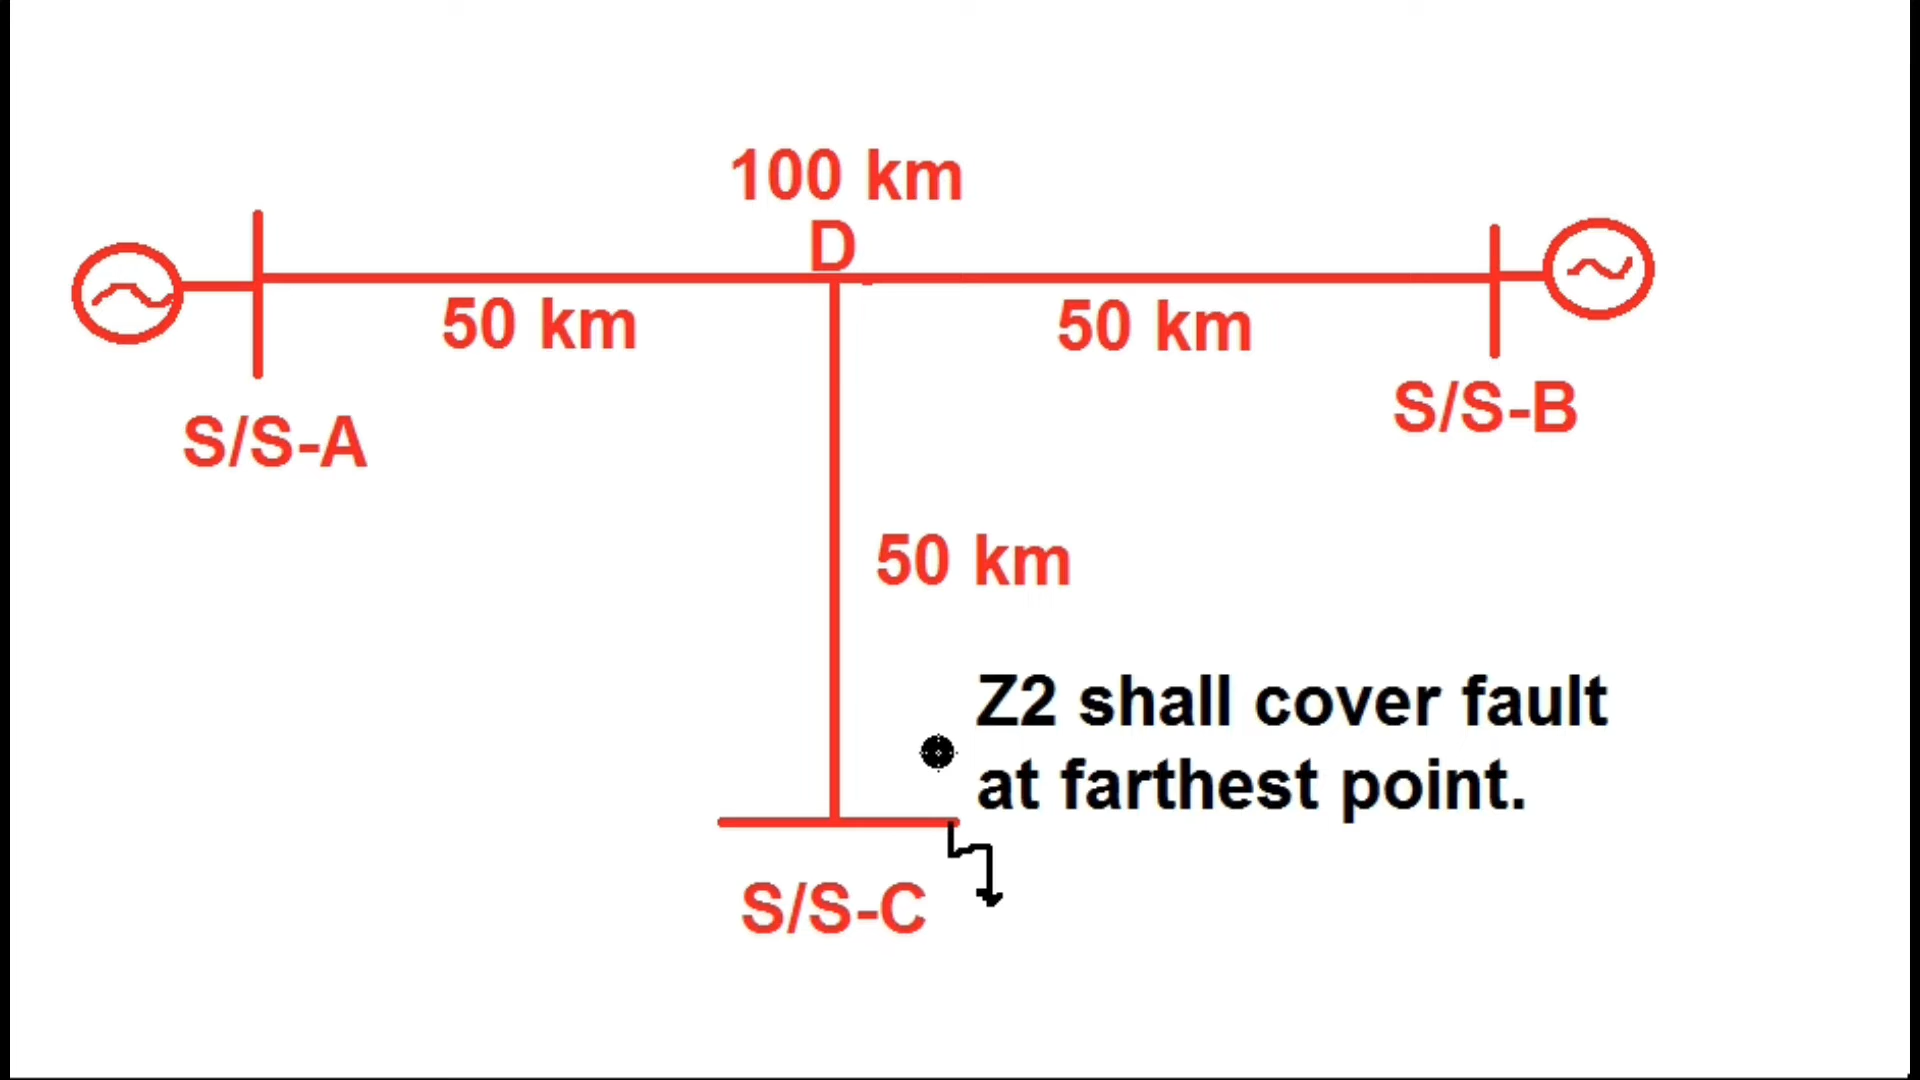 100 km
D
50 km
50 km
S/S-A
S/S-B
50 km
Z2 shall cover fault
at farthest point.
S/S-C